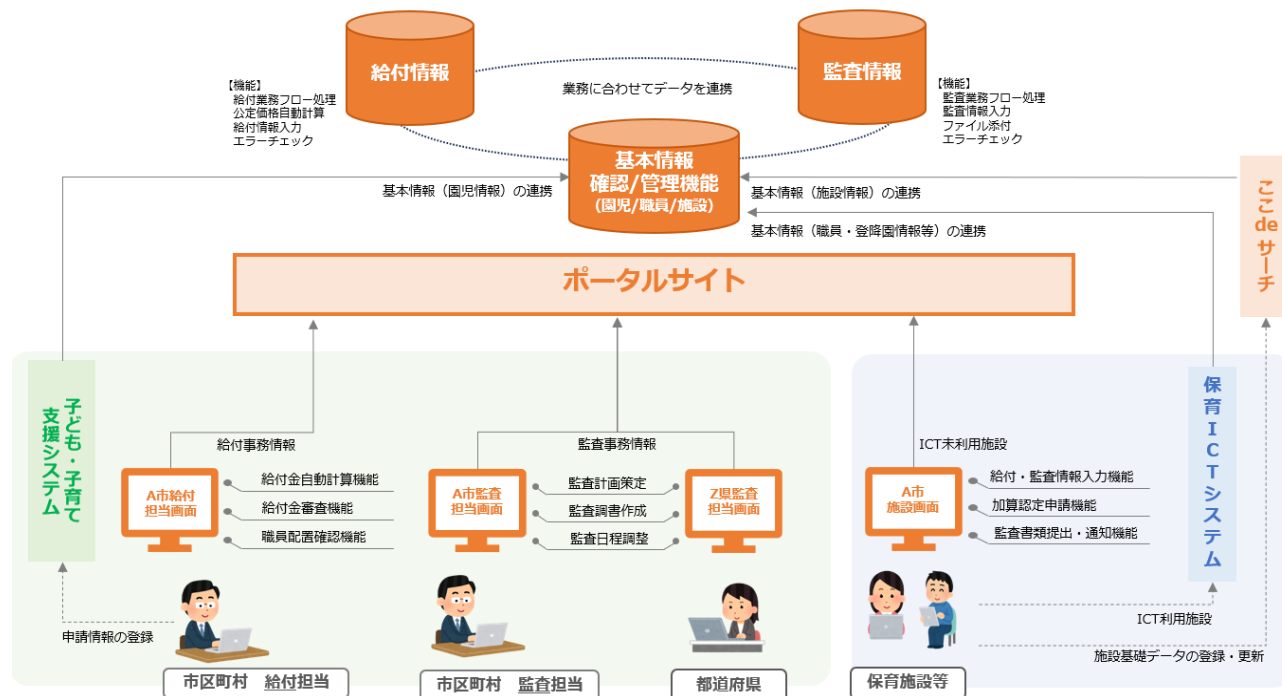 給付情報
監査情報
【機能】
給付業務フロー処理
公定価格自動計算
給付情報入力
エラーチェック
業務に合わせてデータを連携
【機能】
監査業務フロー処理
監査情報入力
ファイル添付
エラーチェック
基本情報
確認/管理機能
(園児/職員/施設)
基本情報（園児情報）の連携
基本情報（施設情報）の連携
基本情報（職員・登降園情報等）の連携
ここdeサーチ
ポータルサイト
子ども・子育て
支援システム
給付事務情報
監査事務情報
ICT未利用施設
保育ICTシステム
A市給付
担当画面
給付金自動計算機能
給付金審査機能
職員配置確認機能
A市監査
担当画面
監査計画策定
監査調書作成
監査日程調整
Z県監査
担当画面
A市
施設画面
給付・監査情報入力機能
加算認定申請機能
監査書類提出・通知機能
申請情報の登録
ICT利用施設
施設基礎データの登録・更新
市区町村　給付担当
市区町村　監査担当
都道府県
保育施設等